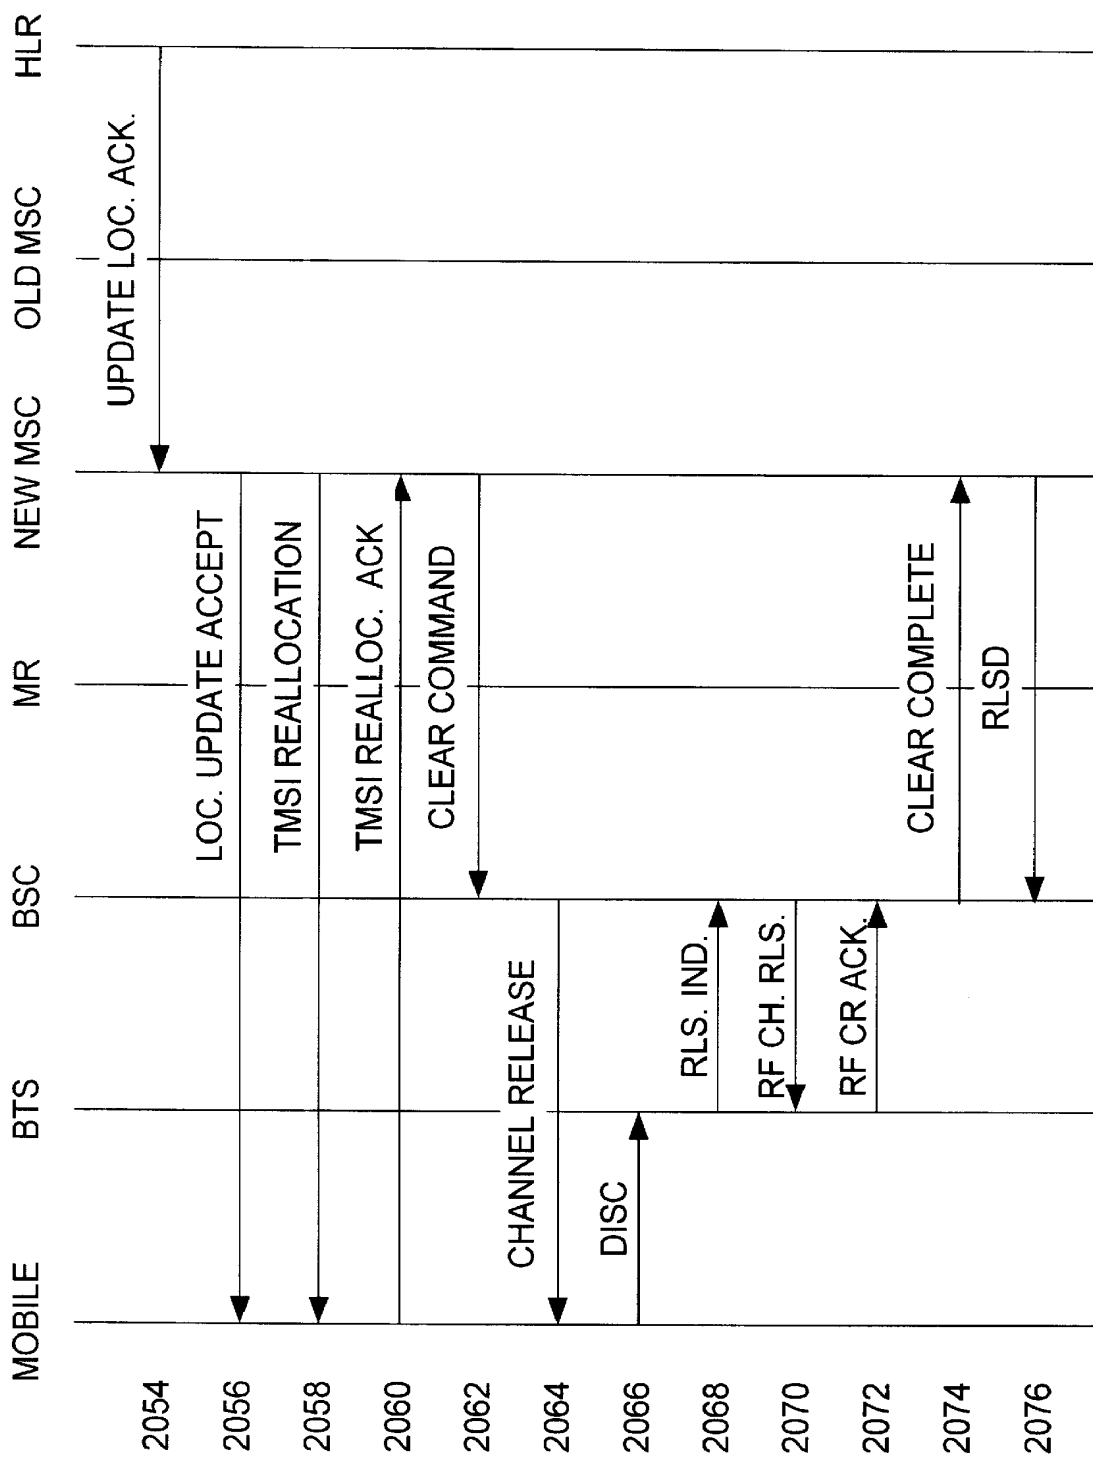 MOBILE
BTS
BSC
MR
NEW MSC
OLD MSC
HLR
2054
UPDATE LOC. ACK.
2056
LOC. UPDATE ACCEPT
2058
TMSI REALLOCATION
2060
TMSI REALLOC. ACK
2062
CLEAR COMMAND
2064
CHANNEL RELEASE
2066
DISC
2068
RLS. IND.
2070
RF CH. RLS.
2072
RF CR ACK.
2074
CLEAR COMPLETE
2076
RLSD